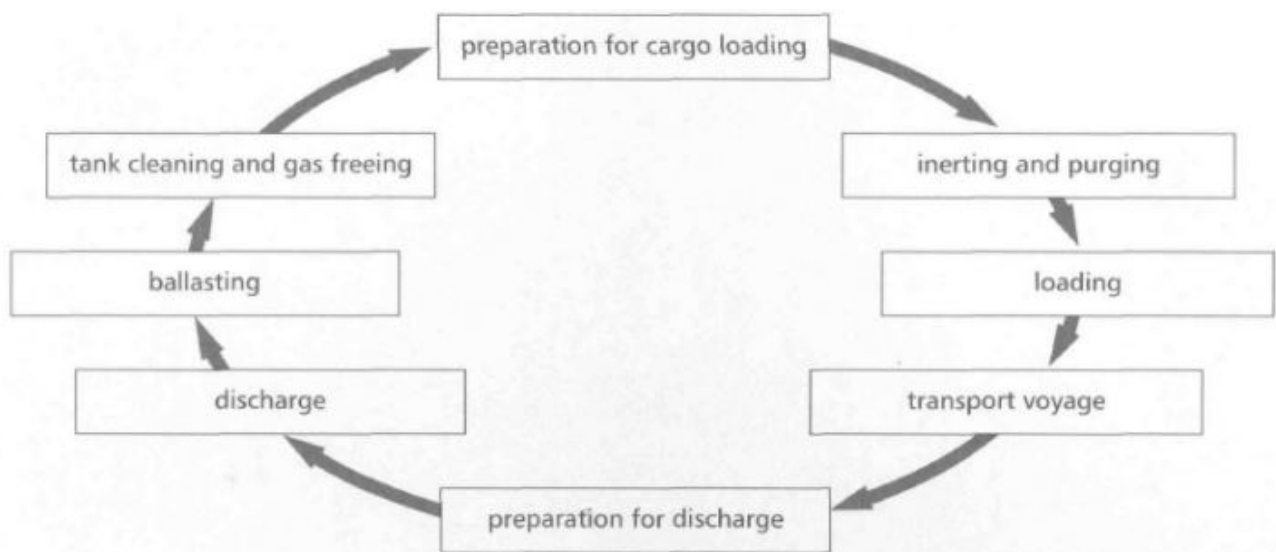 preparation for cargo loading
inerting and purging
loading
transport voyage
preparation for discharge
discharge
ballasting
tank cleaning and gas freeing